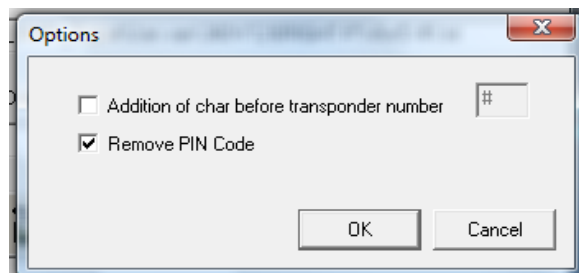 Options
Addition of char before transponder number #
Remove PIN Code
OK Cancel